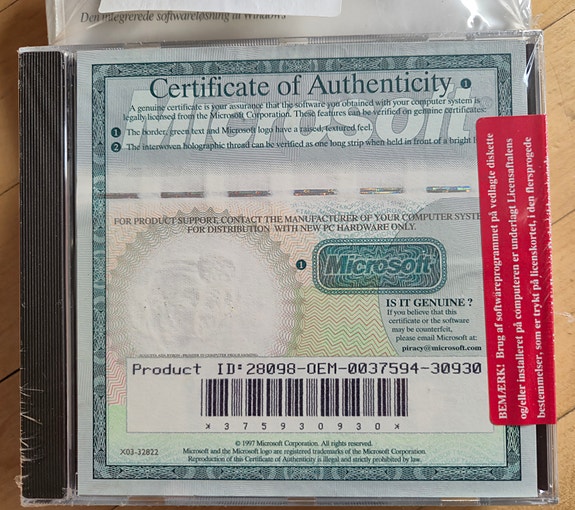 Den integrerede softwareløsning til Windows
Certificate of Authenticity 1
A genuine certificate is your assurance that the software you obtained with your computer system is
legally licensed from the Microsoft Corporation. These features can be verified on genuine certificates:
1 The border, green text and Microsoft logo have a raised, textured feel.
2 The interwoven holographic thread can be verified as one long strip when held in front of a bright l
Microsoft
FOR PRODUCT SUPPORT, CONTACT THE MANUFACTURER OF YOUR COMPUTER SYSTE
FOR DISTRIBUTION WITH NEW PC HARDWARE ONLY.
1 Microsoft
IS IT GENUINE ?
If you believe that this
certificate or the software
may be counterfeit,
please email Microsoft at:
piracy@microsoft.com
Product ID:28098-OEM-0037594-30930
*375930930*
© 1997 Microsoft Corporation. All rights reserved.
X03-32822
Microsoft and the Microsoft logo are registered trademarks of the Microsoft Corporation.
Reproduction of this Certificate of Authenticity is illegal and strictly prohibited by law.
BEMÆRK! Brug af softwareprogrammet på vedlagte diskette
og/eller installeret på computeren er underlagt Licensaftalens
bestemmelser, som er trykt på licenskortet, i den flersprogede